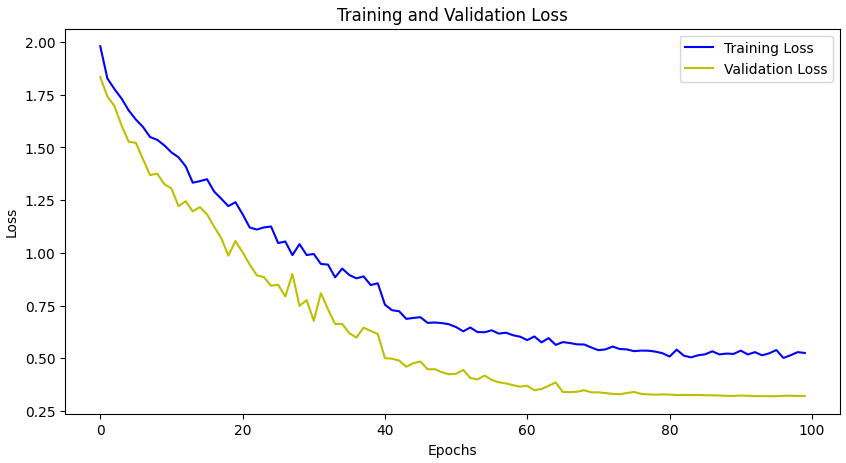 Training and Validation Loss
Training Loss
Validation Loss
2.00
1.75
1.50
1.25
1.00
0.75
0.50
0.25
Loss
0 20 40 60 80 100
Epochs